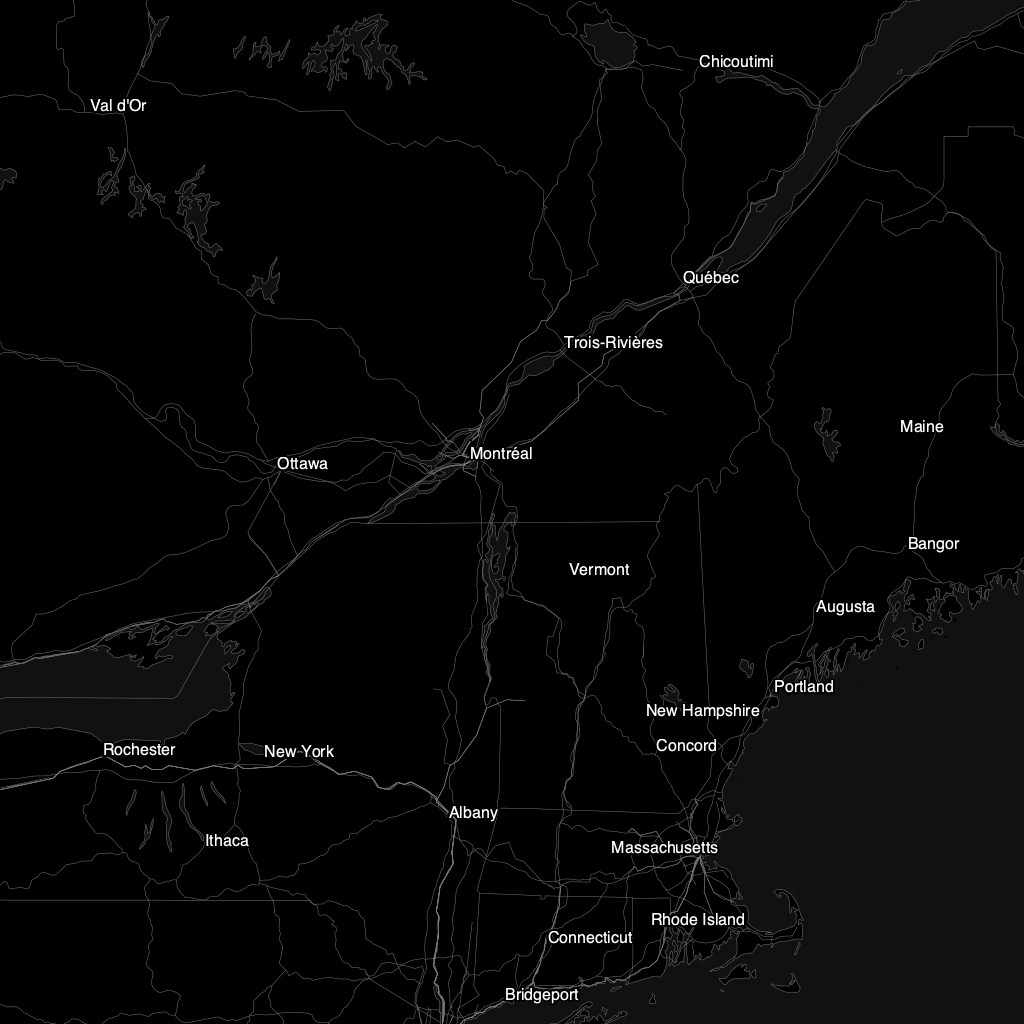 Chicoutimi
Val d'Or
Québec
Trois-Rivières
Maine
Montréal
Ottawa
Bangor
Vermont
Augusta
Portland
New Hampshire
Concord
Rochester
New York
Albany
Ithaca
Massachusetts
Rhode Island
Connecticut
Bridgeport